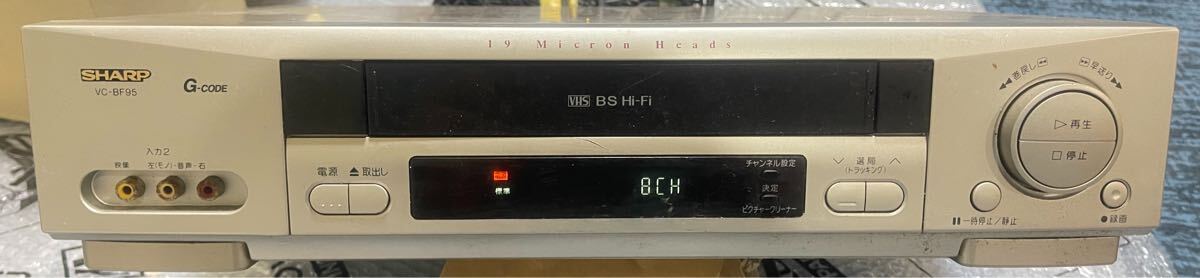 19 Micron Heads
SHARP
VC-BF95
G-CODE
VHS BS Hi-Fi
◀◀巻戻し◀◀
▶▶早送り▶▶
▷再生
□停止
入力2
映像 左(モノ)-音声-右
電源 ▲取出し
標準
8CH
チャンネル設定
決定
ピクチャークリーナー
選局
(トラッキング)
一時停止/静止
●録画